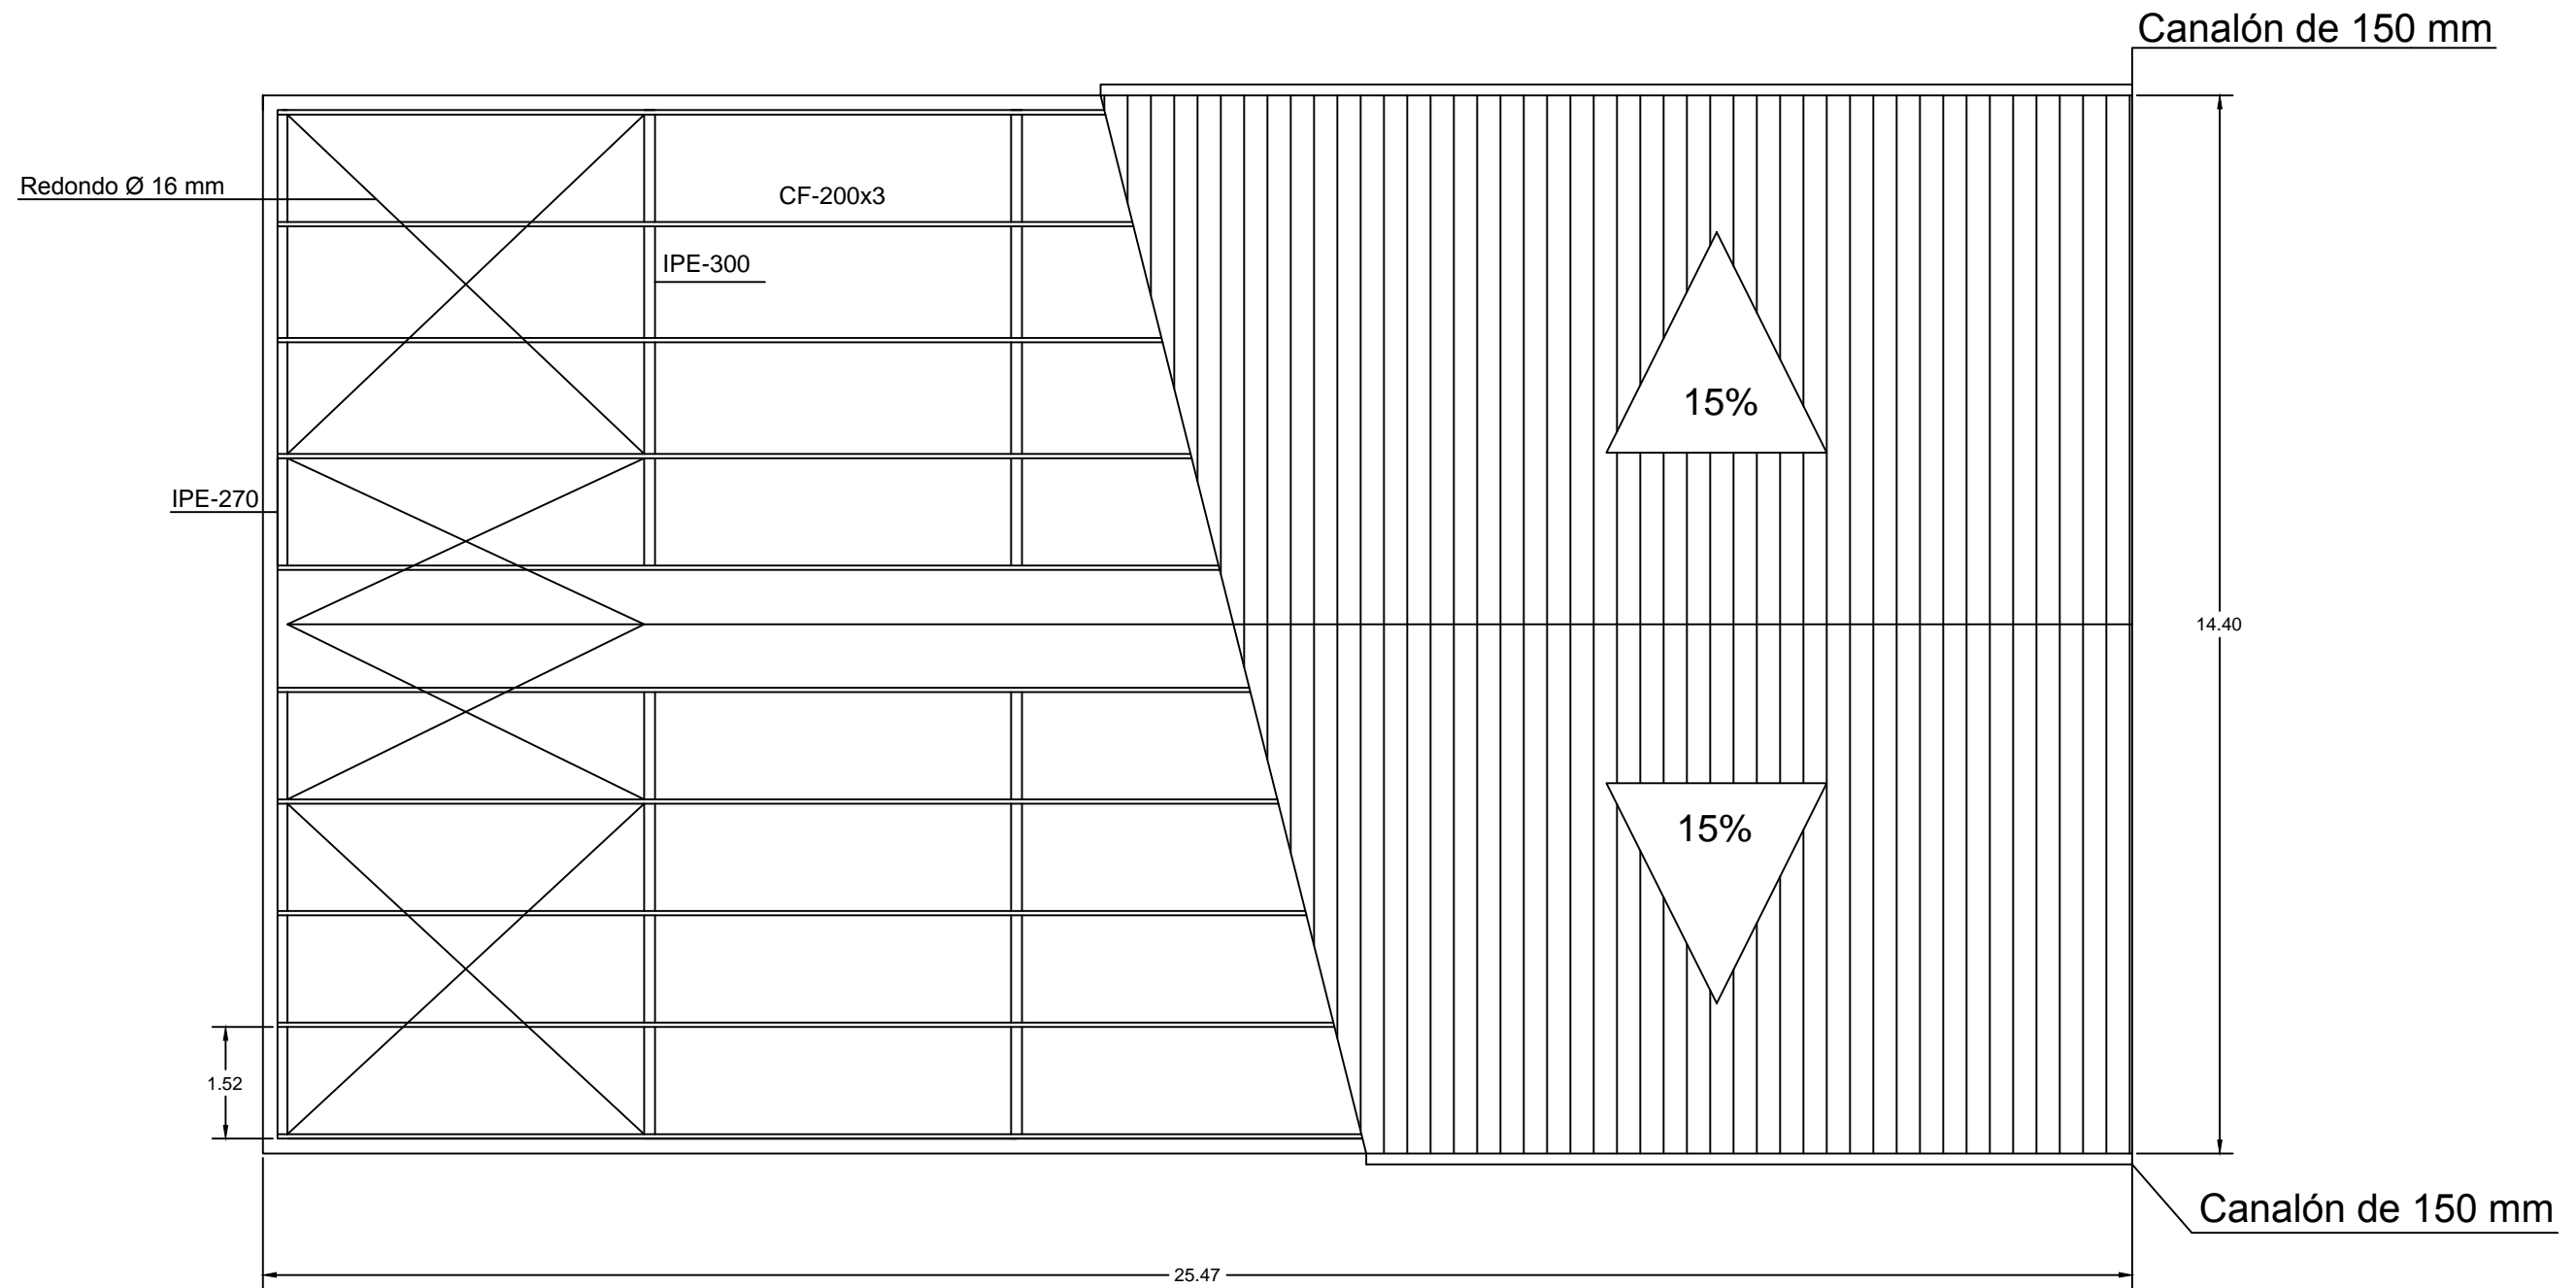 Canalón de 150 mm
Redondo Ø 16 mm
CF-200x3
IPE-300
15%
IPE-270
14.40
15%
1.52
Canalón de 150 mm
25.47